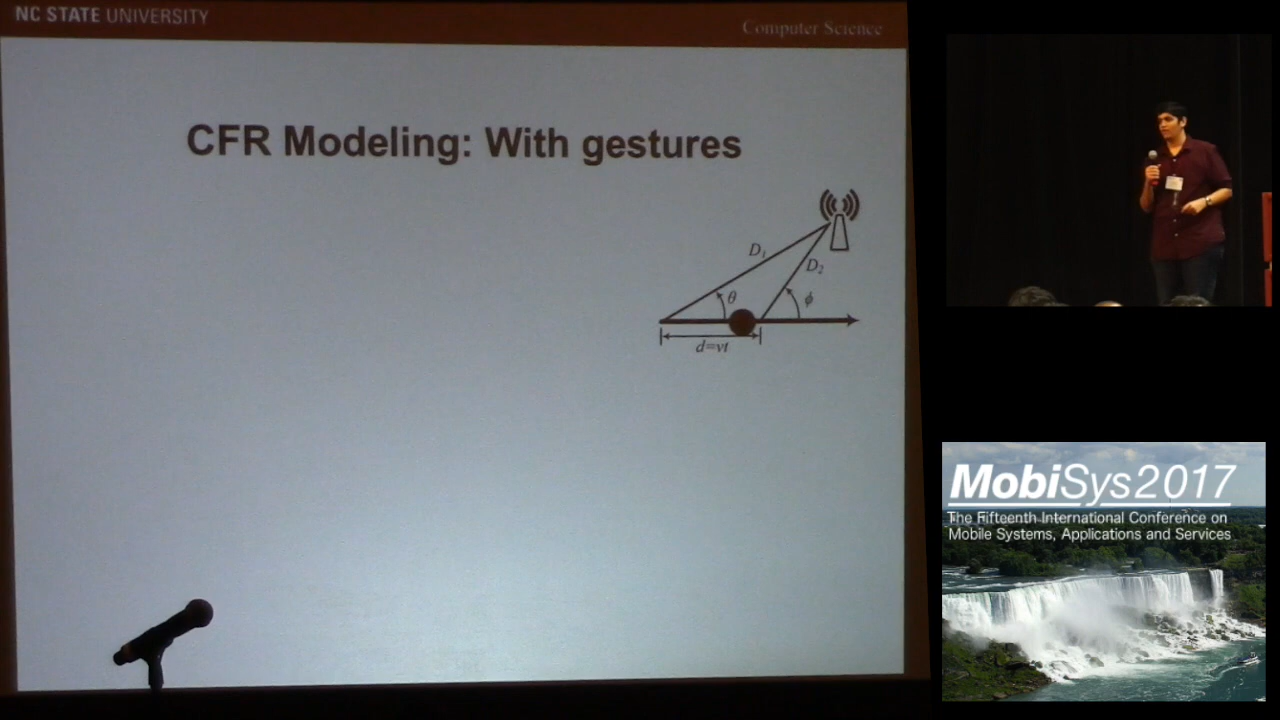 NC STATE UNIVERSITY
Computer Science
CFR Modeling: With gestures
D₁
D₂
θ
ϕ
d=vt
MobiSys2017
The Fifteenth International Conference on
Mobile Systems, Applications and Services